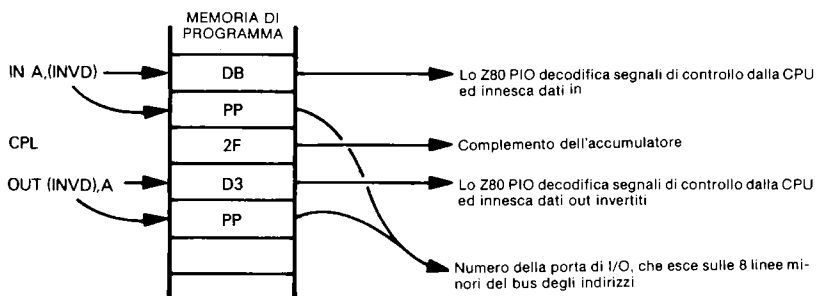 MEMORIA DI
PROGRAMMA
IN A,(INVD)
DB
Lo Z80 PIO decodifica segnali di controllo dalla CPU
ed innesca dati in
PP
CPL
2F
Complemento dell'accumulatore
OUT (INVD),A
D3
Lo Z80 PIO decodifica segnali di controllo dalla CPU
ed innesca dati out invertiti
PP
Numero della porta di I/O, che esce sulle 8 linee mi-
nori del bus degli indirizzi